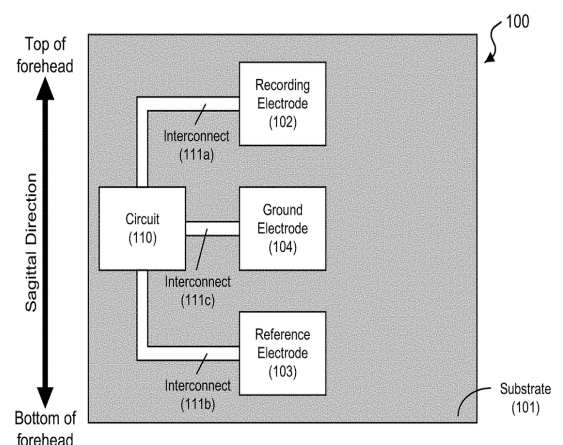 100
Top of
forehead
Recording
Electrode
(102)
Interconnect
(111a)
Sagittal Direction
Circuit
(110)
Ground
Electrode
(104)
Interconnect
(111c)
Reference
Electrode
(103)
Interconnect
(111b)
Substrate
(101)
Bottom of
forehead